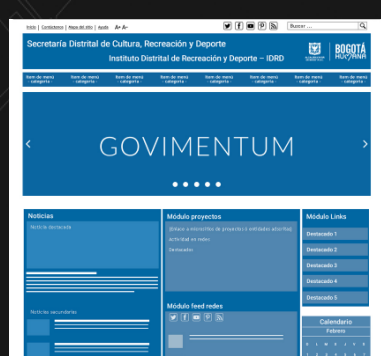 Inicio | Contáctenos | Mapa del sitio | Ayuda A+ A-
Buscar ...
Secretaría Distrital de Cultura, Recreación y Deporte
Instituto Distrital de Recreación y Deporte – IDRD
BOGOTÁ
HUMANA
Item de menú
- categoría -
Item de menú
- categoría -
Item de menú
- categoría -
Item de menú
- categoría -
Item de menú
- categoría -
Item de menú
- categoría -
Item de menú
- categoría -
Item de menú
- categoría -
GOVIMENTUM
Noticias
Noticia destacada
Noticias secundarias
Módulo proyectos
Actividad en redes
Destacados
Módulo feed redes
Módulo Links
Destacado 1
Destacado 2
Destacado 3
Destacado 4
Destacado 5
Calendario
Febrero